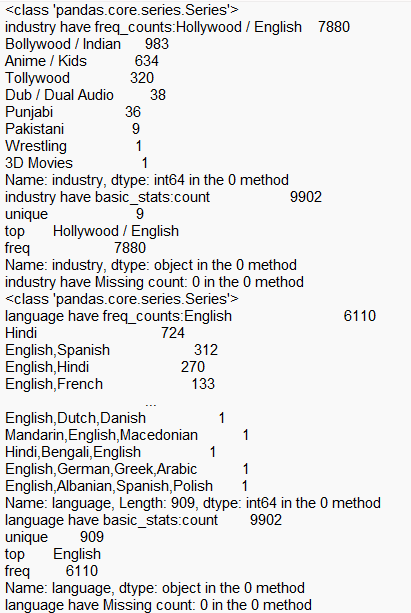 <class 'pandas.core.series.Series'>
industry have freq_counts:Hollywood / English    7880
Bollywood / Indian      983
Anime / Kids            634
Tollywood               320
Dub / Dual Audio         38
Punjabi                  36
Pakistani                 9
Wrestling                 1
3D Movies                 1
Name: industry, dtype: int64 in the 0 method
industry have basic_stats:count                  9902
unique                    9
top       Hollywood / English
freq                   7880
Name: industry, dtype: object in the 0 method
industry have Missing count: 0 in the 0 method
<class 'pandas.core.series.Series'>
language have freq_counts:English                            6110
Hindi                               724
English,Spanish                     312
English,Hindi                       270
English,French                      133
...
English,Dutch,Danish                  1
Mandarin,English,Macedonian           1
Hindi,Bengali,English                 1
English,German,Greek,Arabic           1
English,Albanian,Spanish,Polish       1
Name: language, Length: 909, dtype: int64 in the 0 method
language have basic_stats:count        9902
unique        909
top       English
freq         6110
Name: language, dtype: object in the 0 method
language have Missing count: 0 in the 0 method